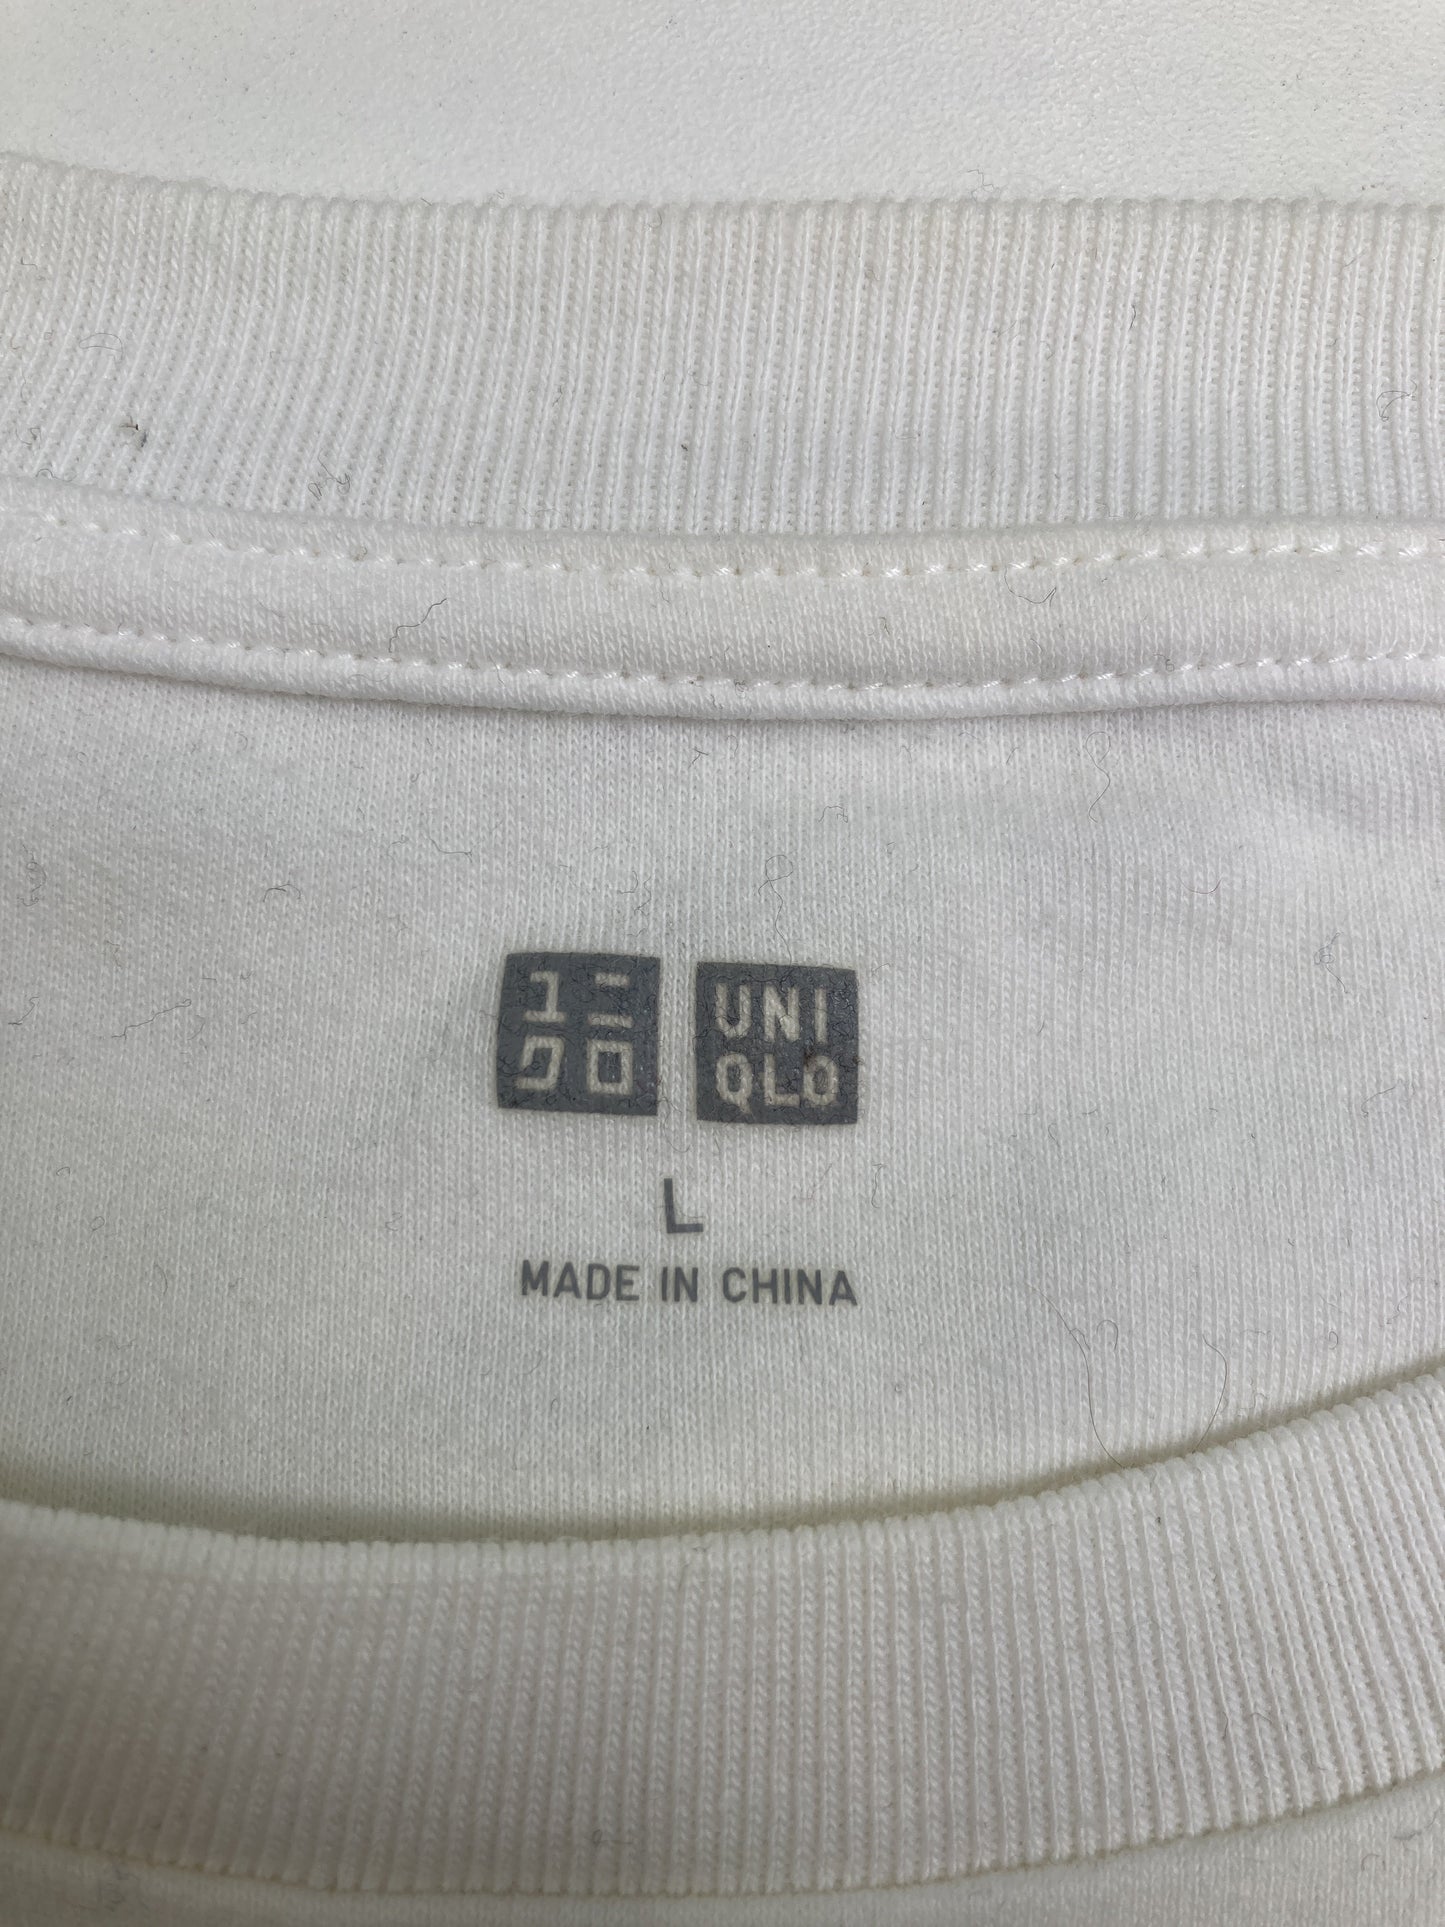 ユニ
クロ
UNI
QLO
L
MADE IN CHINA